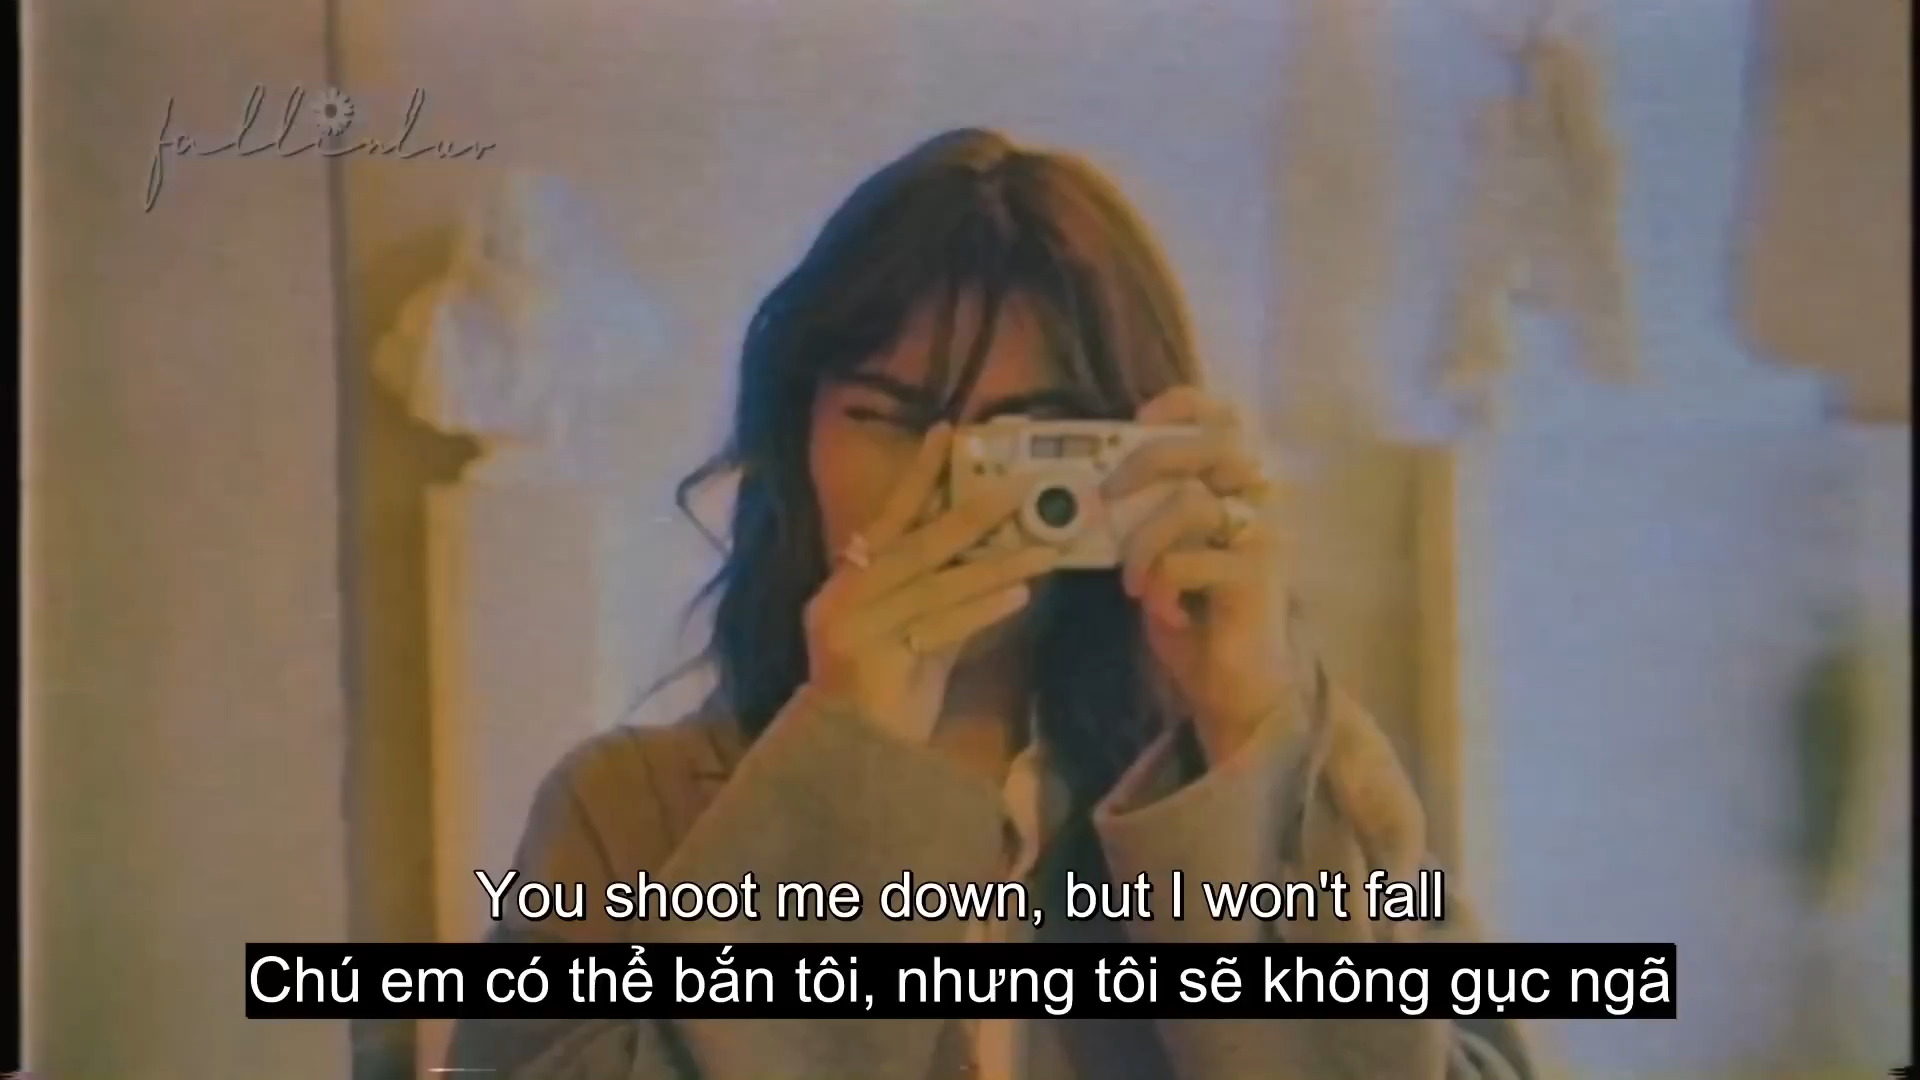 fallinluv
You shoot me down, but I won't fall
Chú em có thể bắn tôi, nhưng tôi sẽ không gục ngã